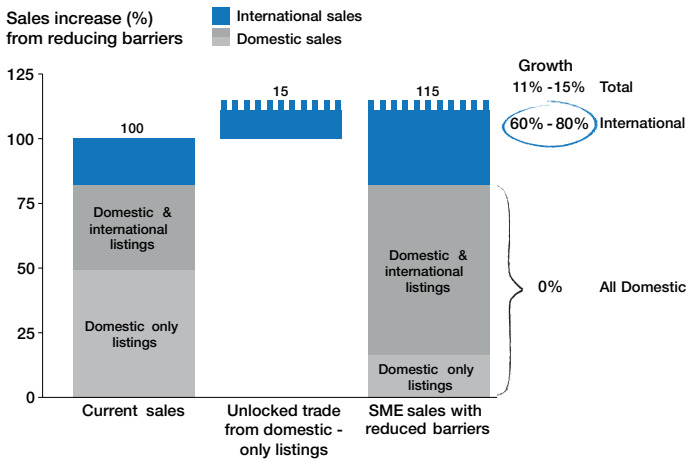 Sales increase (%)
from reducing barriers
International sales
Domestic sales
Growth
11% -15% Total
60% - 80% International
0% All Domestic
125
100
75
50
25
0
100
15
115
Domestic &
international
listings
Domestic only
listings
Domestic &
international
listings
Domestic only
listings
Current sales
Unlocked trade
from domestic -
only listings
SME sales with
reduced barriers